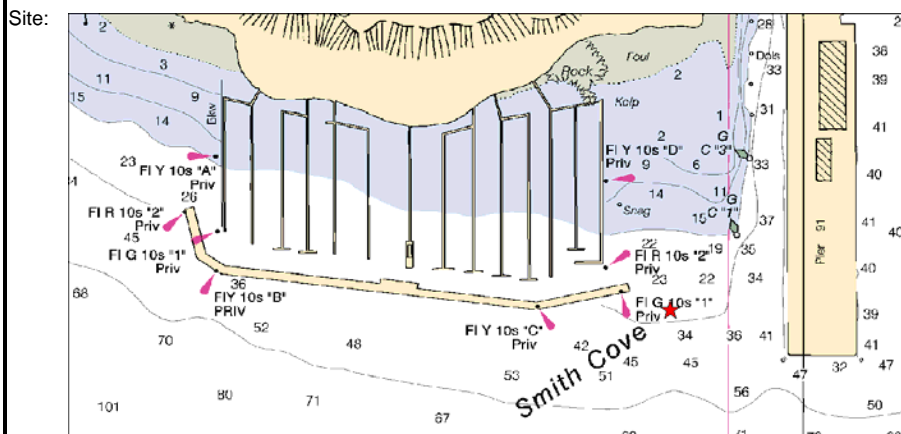 Site:
2
28
2
38
3
Foul
Dols
33
Rock
11
39
2
15
9
Bkw
Kelp
31
14
1
41
G
C "3"
2
23
Fl Y 10s "D"
Priv
9
6
33
Fl Y 10s "A"
Priv
40
14
11
G
C "1"
26
Snag
15
Fl R 10s "2"
Priv
37
41
40
45
Pier 91
22
19
35
Fl G 10s "1"
Priv
Fl R 10s "2"
Priv
23
22
34
40
68
36
FlY 10s "B"
PRIV
Fl G 10s "1"
Priv
39
52
Fl Y 10s "C"
Priv
34
36
41
41
70
48
42
Smith Cove
45
45
47
32
47
53
51
80
71
56
101
67
50